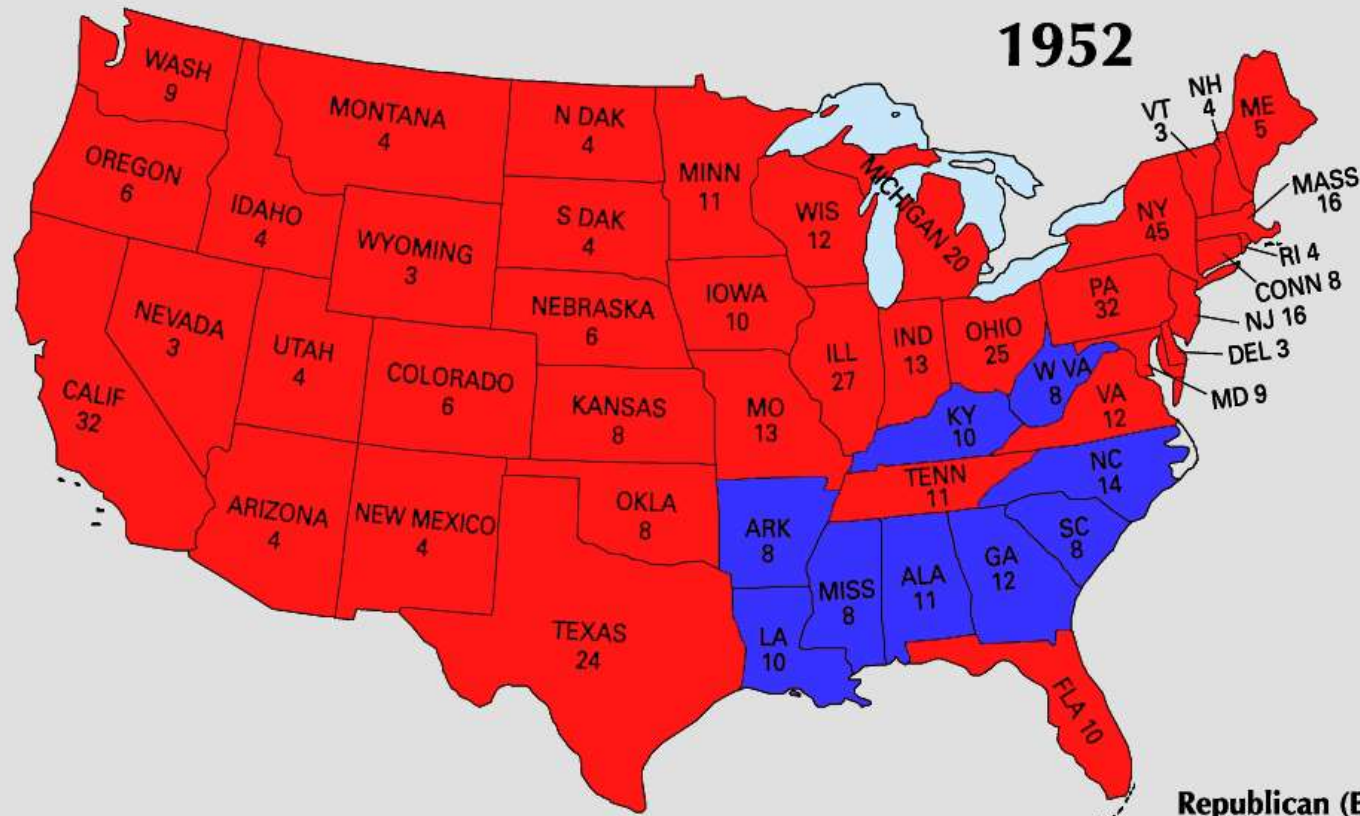 1952
WASH
9
MONTANA
4
N DAK
4
MINN
11
OREGON
6
IDAHO
4
WYOMING
3
S DAK
4
WIS
12
MICHIGAN 20
VT
3
NH
4
ME
5
MASS
16
NY
45
RI 4
CONN 8
NJ 16
DEL 3
MD 9
PA
32
NEVADA
3
UTAH
4
COLORADO
6
NEBRASKA
6
IOWA
10
ILL
27
IND
13
OHIO
25
W VA
8
VA
12
CALIF
32
KANSAS
8
MO
13
KY
10
NC
14
TENN
11
ARIZONA
4
NEW MEXICO
4
OKLA
8
ARK
8
SC
8
MISS
8
ALA
11
GA
12
TEXAS
24
LA
10
FLA 10
Republican (